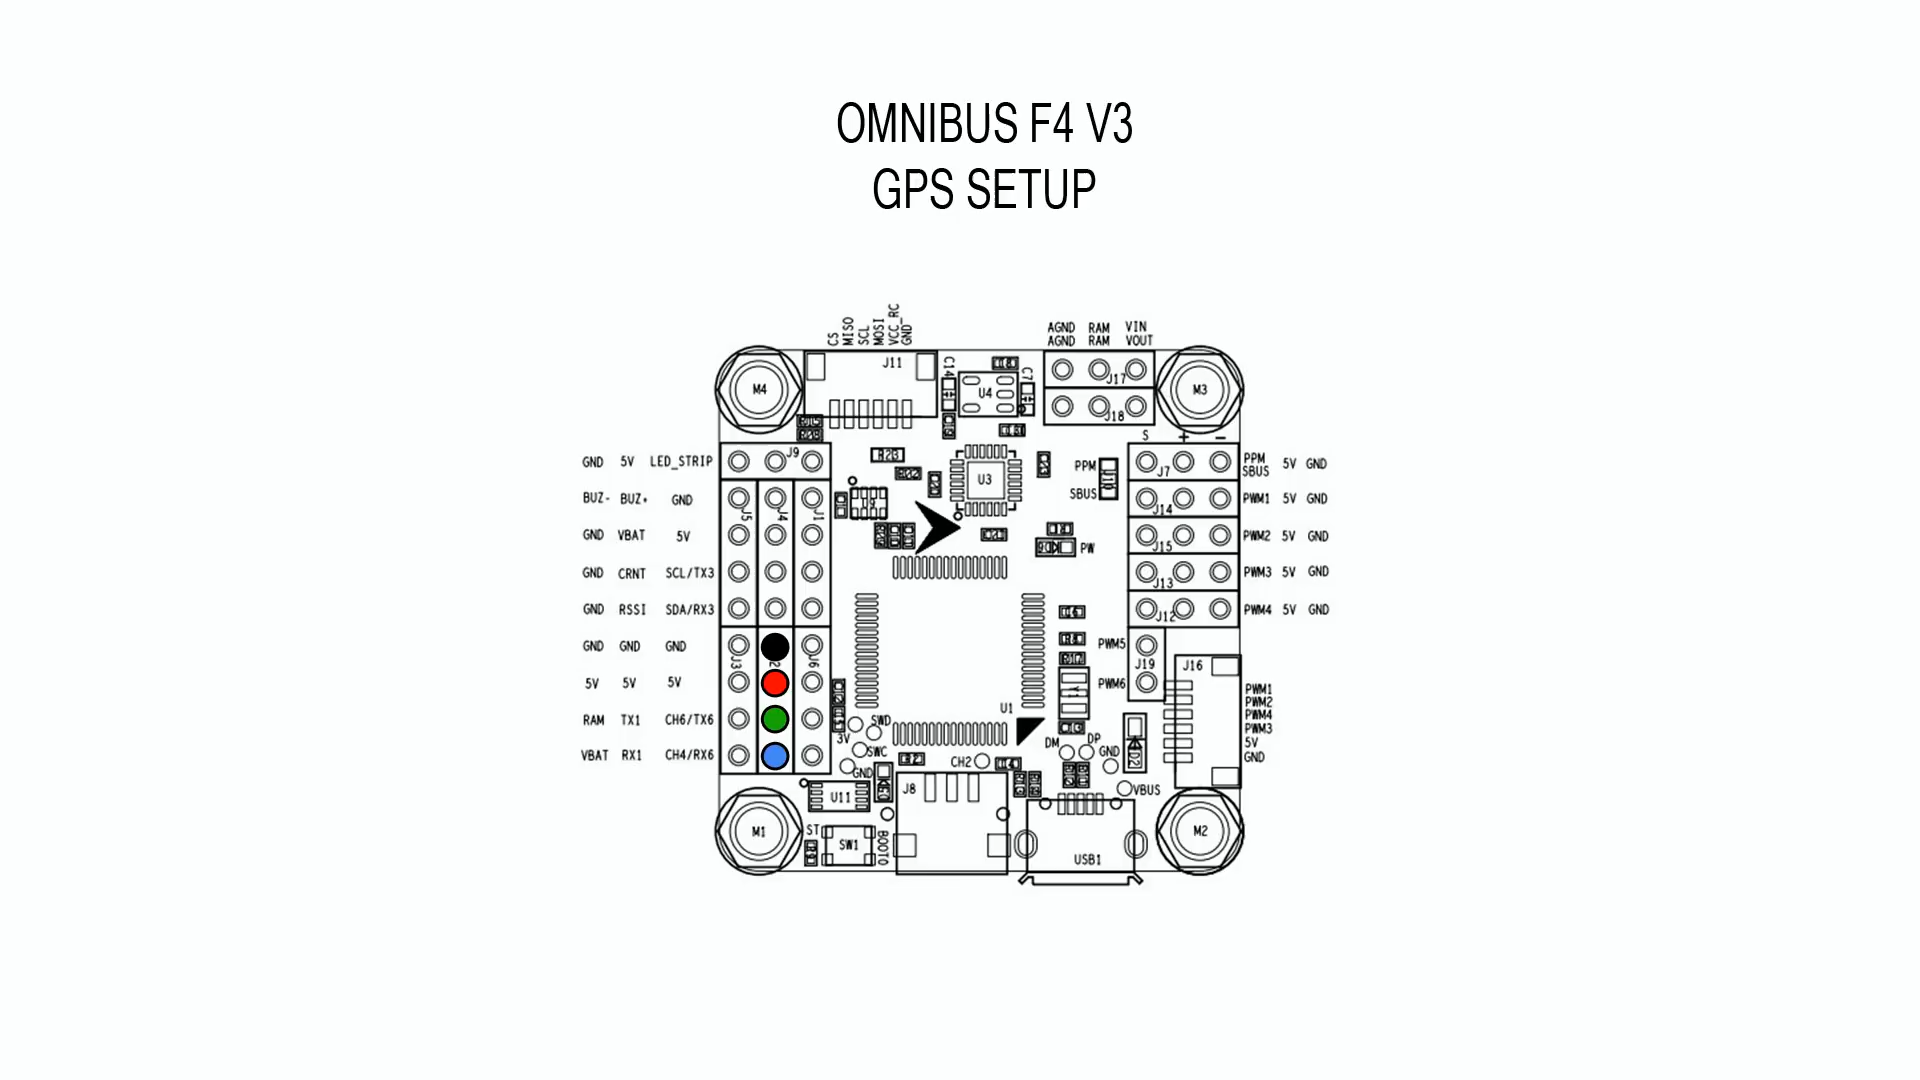 OMNIBUS F4 V3
GPS SETUP
CS
MISO
SCL
MOSI
VCC_RC
GND
AGND RAM VIN
AGND RAM VOUT
M4
J11
C14
U4
C7
J17
J18
M3
S + -
GND 5V LED_STRIP
J9
R23
U3
PPM
SBUS
J7
PPM
SBUS 5V GND
BUZ- BUZ+ GND
J5
J4
J1
J14
PWM1 5V GND
GND VBAT 5V
PW
J15
PWM2 5V GND
GND CRNT SCL/TX3
J13
PWM3 5V GND
GND RSSI SDA/RX3
J12
PWM4 5V GND
GND GND GND
J3
J6
PWM5
J19
J16
5V 5V 5V
PWM6
PWM1
PWM2
PWM4
PWM3
5V
GND
RAM TX1 CH6/TX6
3V
SWD
U1
VBAT RX1 CH4/RX6
SWC
GND
CH2
DM
DP
GND
D2
VBUS
U11
J8
M1
ST
SW1
BOOT0
USB1
M2